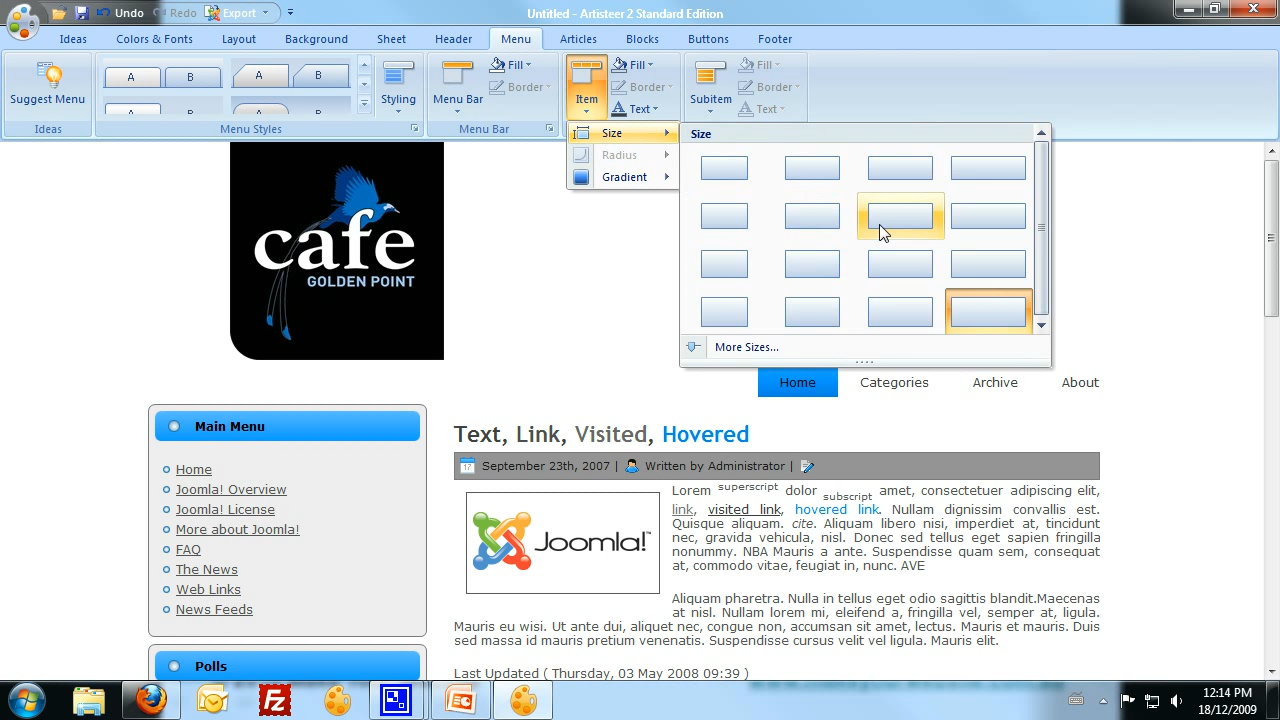 Untitled - Artisteer 2 Standard Edition
Undo Redo Export
Ideas Colors & Fonts Layout Background Sheet Header Menu Articles Blocks Buttons Footer
A B A B
Suggest Menu
Styling
Menu Bar
Fill
Border
Item
Fill
Border
Text
Subitem
Fill
Border
Text
Ideas Menu Styles Menu Bar
Size
Radius
Gradient
Size
More Sizes...
cafe
GOLDEN POINT
Home Categories Archive About
Main Menu
Home
Joomla! Overview
Joomla! License
More about Joomla!
FAQ
The News
Web Links
News Feeds
Polls
Text, Link, Visited, Hovered
17 September 23th, 2007 | Written by Administrator |
Joomla!™
Lorem superscript dolor subscript amet, consectetuer adipiscing elit,
link, visited link, hovered link. Nullam dignissim convallis est.
Quisque aliquam. cite. Aliquam libero nisi, imperdiet at, tincidunt
nec, gravida vehicula, nisl. Donec sed tellus eget sapien fringilla
nonummy. NBA Mauris a ante. Suspendisse quam sem, consequat
at, commodo vitae, feugiat in, nunc. AVE
Aliquam pharetra. Nulla in tellus eget odio sagittis blandit.Maecenas
at nisl. Nullam lorem mi, eleifend a, fringilla vel, semper at, ligula.
Mauris eu wisi. Ut ante dui, aliquet nec, congue non, accumsan sit amet, lectus. Mauris et mauris. Duis
sed massa id mauris pretium venenatis. Suspendisse cursus velit vel ligula. Mauris elit.
Last Updated ( Thursday, 03 May 2008 09:39 )
12:14 PM
18/12/2009